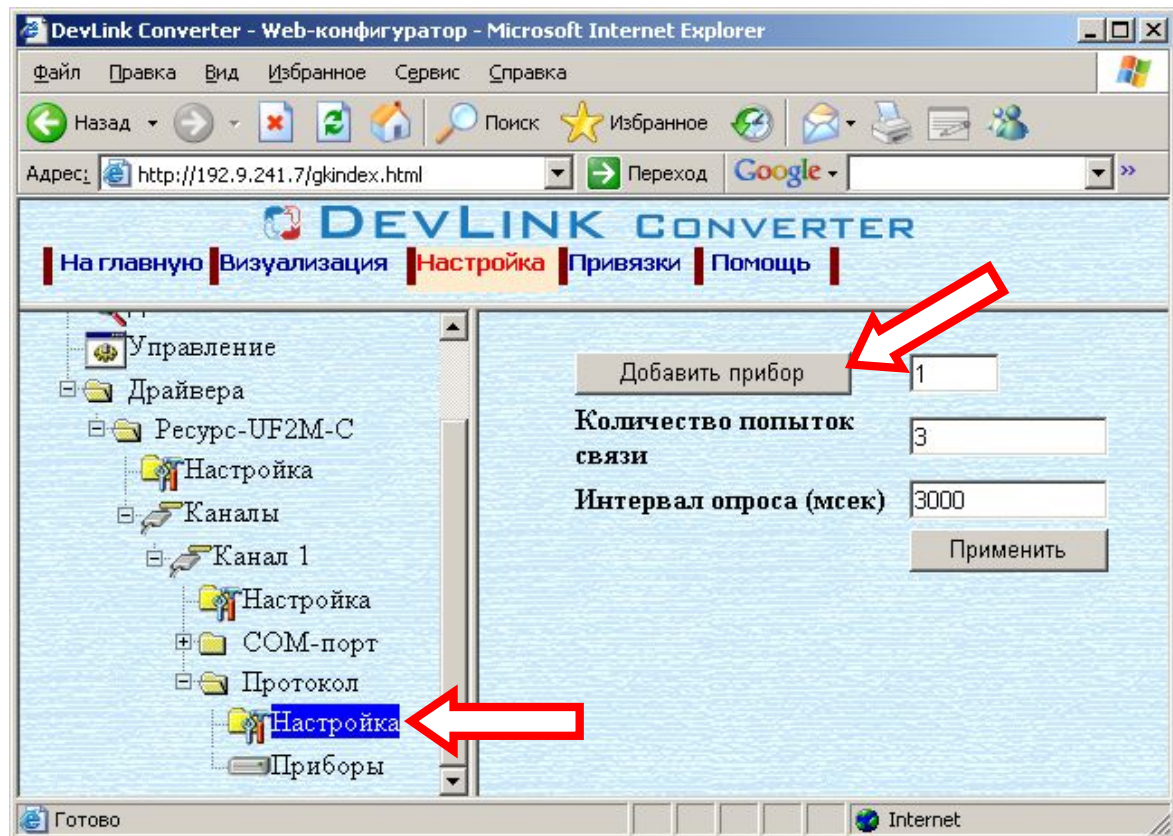 DevLink Converter - Web-конфигуратор - Microsoft Internet Explorer
Файл Правка Вид Избранное Сервис Справка
Назад Поиск Избранное
Адрес: http://192.9.241.7/gkindex.html Переход Google
DEVLINK CONVERTER
На главную Визуализация Настройка Привязки Помощь
Управление
Драйвера
Ресурс-UF2M-C
Настройка
Каналы
Канал 1
Настройка
COM-порт
Протокол
Настройка
Приборы
Добавить прибор 1
Количество попыток
связи 3
Интервал опроса (мсек) 3000
Применить
Готово Internet